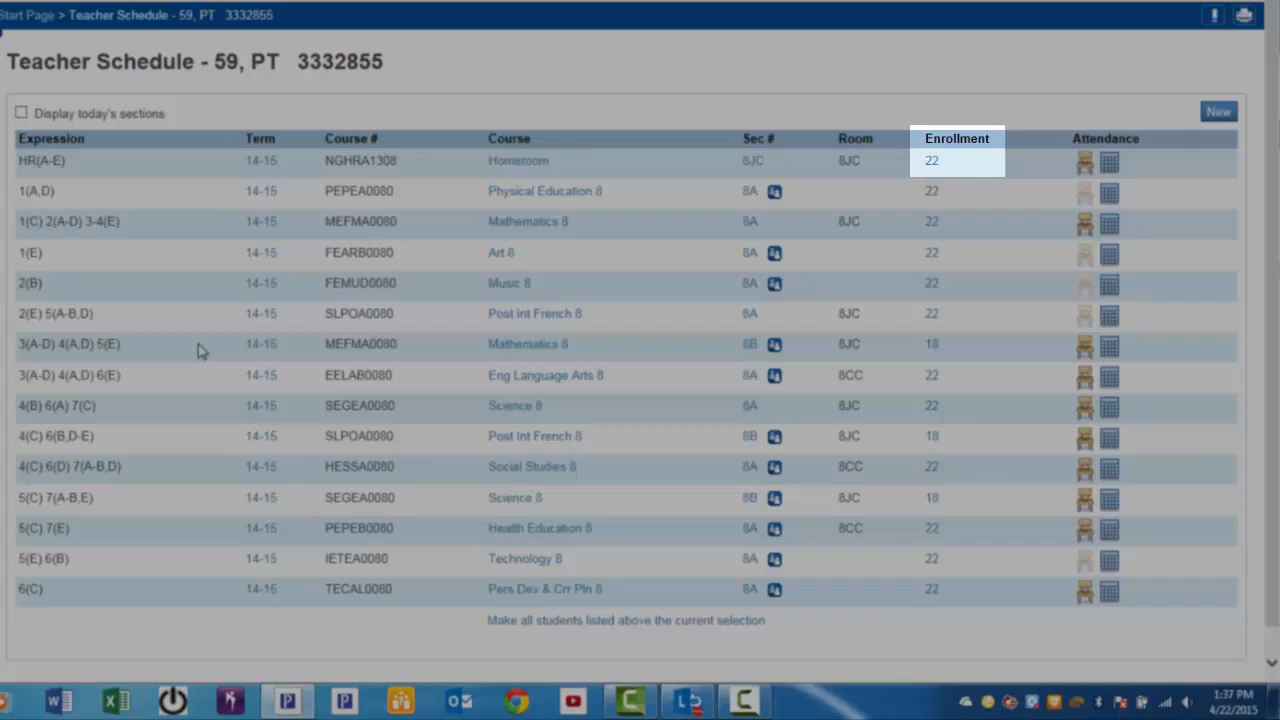 Start Page > Teacher Schedule - 59, PT 3332855
Teacher Schedule - 59, PT 3332855
Display today's sections
New
Expression Term Course # Course Sec # Room Enrollment Attendance
HR(A-E) 14-15 NGHRA1308 Homeroom 8JC 8JC 22
1(A,D) 14-15 PEPEA0080 Physical Education 8 8A 22
1(C) 2(A-D) 3-4(E) 14-15 MEFMA0080 Mathematics 8 8A 8JC 22
1(E) 14-15 FEARB0080 Art 8 8A 22
2(B) 14-15 FEMUD0080 Music 8 8A 22
2(E) 5(A-B,D) 14-15 SLPOA0080 Post Int French 8 8A 8JC 22
3(A-D) 4(A,D) 5(E) 14-15 MEFMA0080 Mathematics 8 8B 8JC 18
3(A-D) 4(A,D) 6(E) 14-15 EELAB0080 Eng Language Arts 8 8A 8CC 22
4(B) 6(A) 7(C) 14-15 SEGEA0080 Science 8 8A 8JC 22
4(C) 6(B,D-E) 14-15 SLPOA0080 Post Int French 8 8B 8JC 18
4(C) 6(D) 7(A-B,D) 14-15 HESSA0080 Social Studies 8 8A 8CC 22
5(C) 7(A-B,E) 14-15 SEGEA0080 Science 8 8B 8JC 18
5(C) 7(E) 14-15 PEPEB0080 Health Education 8 8A 8CC 22
5(E) 6(B) 14-15 IETEA0080 Technology 8 8A 22
6(C) 14-15 TECAL0080 Pers Dev & Crr Pln 8 8A 22
Make all students listed above the current selection
1:37 PM
4/22/2015